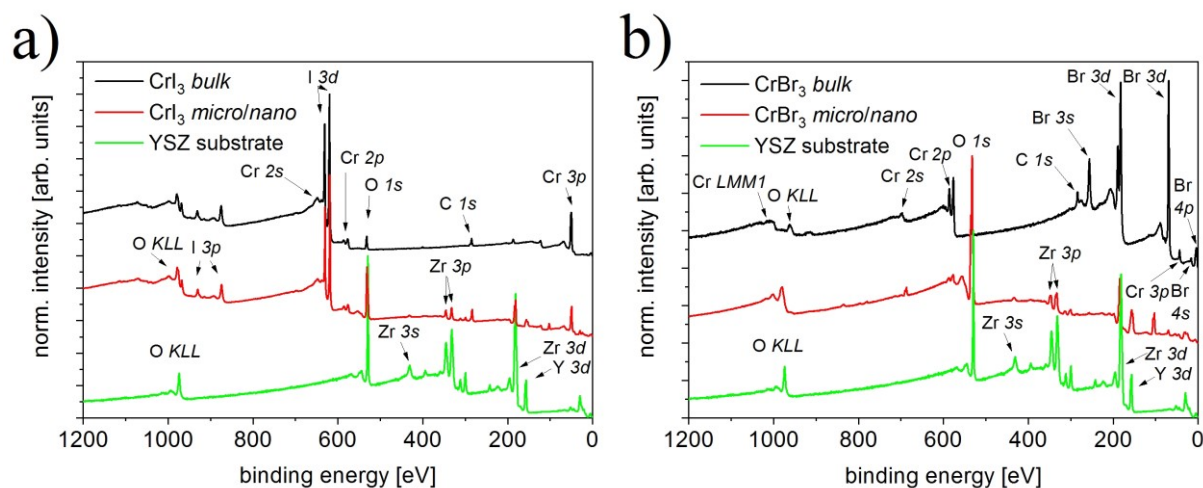 a)
norm. intensity [arb. units]
CrI3 bulk
CrI3 micro/nano
YSZ substrate
I 3d
Cr 2s
Cr 2p
O 1s
C 1s
Cr 3p
O KLL
I 3p
Zr 3p
O KLL
Zr 3s
Zr 3d
Y 3d
1200 1000 800 600 400 200 0
binding energy [eV]
b)
norm. intensity [arb. units]
CrBr3 bulk
CrBr3 micro/nano
YSZ substrate
Br 3d Br 3d
Br 3s
O 1s
Cr 2p
C 1s
Cr 2s
Cr LMM1
O KLL
Br
4p
Zr 3p
Cr 3p
Br
4s
O KLL
Zr 3s
Zr 3d
Y 3d
1200 1000 800 600 400 200 0
binding energy [eV]